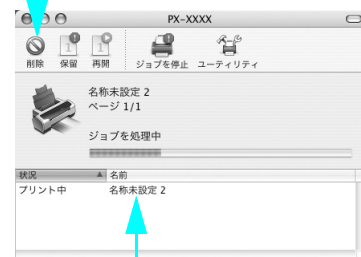 PX-XXXX
削除 保留 再開 ジョブを停止 ユーティリティ
名称未設定 2
ページ 1/1
ジョブを処理中
状況 名前
プリント中 名称未設定 2